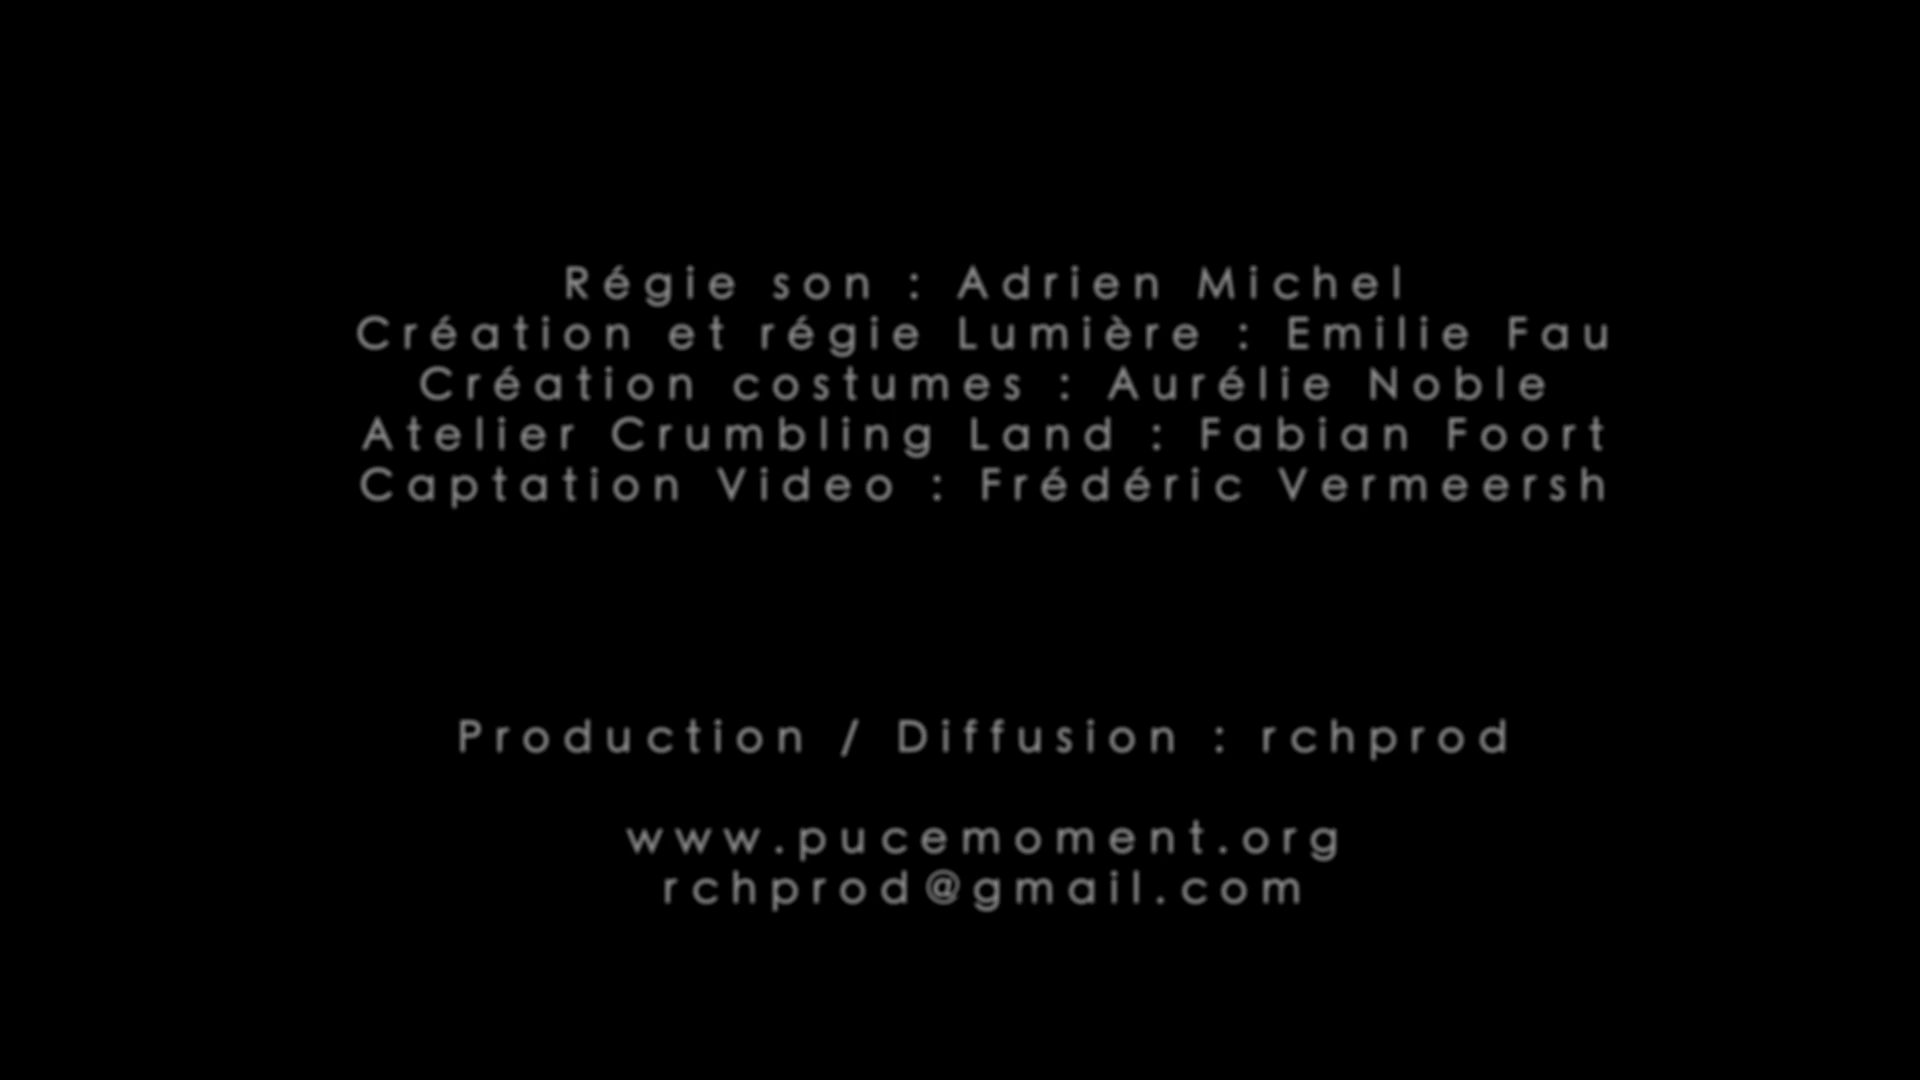 Régie son : Adrien Michel
Création et régie Lumière : Emilie Fau
Création costumes : Aurélie Noble
Atelier Crumbling Land : Fabian Foort
Captation Video : Frédéric Vermeersh
Production / Diffusion : rchprod
www.pucemoment.org
rchprod@gmail.com